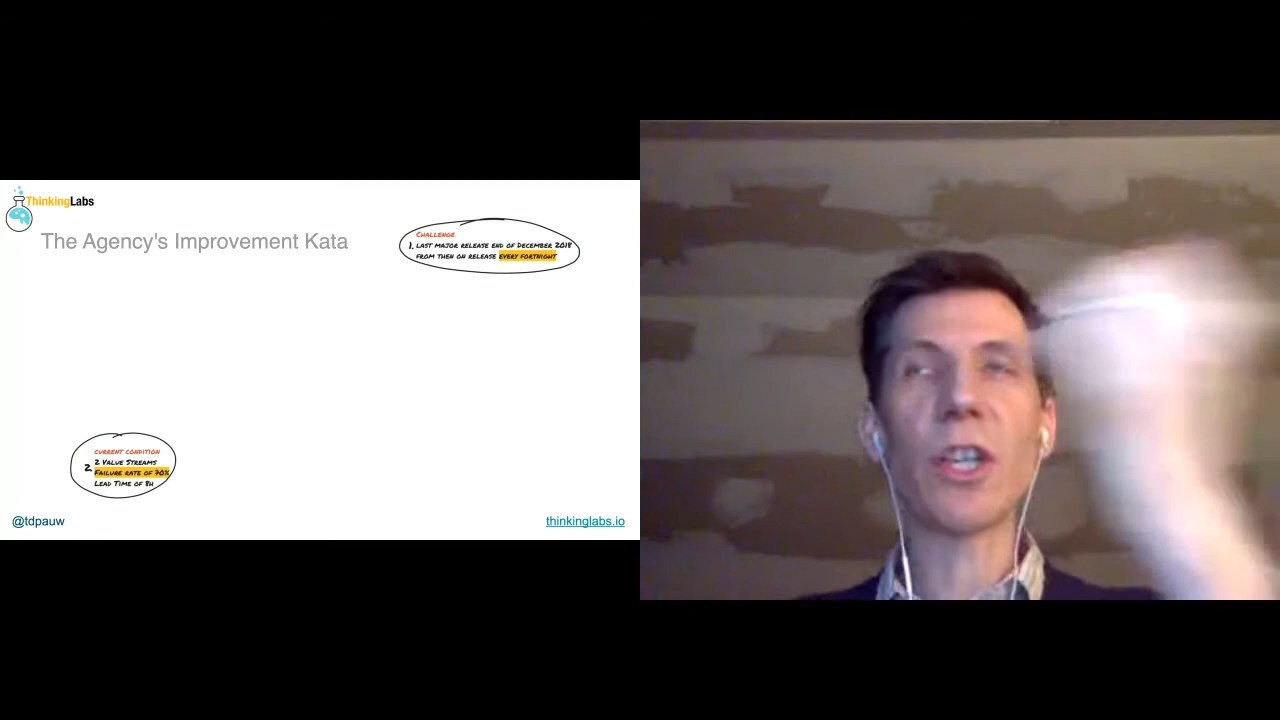 ThinkingLabs
The Agency's Improvement Kata
Challenge
1. Last major release end of December 2018
from then on release every fortnight
Current condition
2. 2 Value Streams
Failure rate of 70%
Lead Time of 8h
@tdpauw
thinkinglabs.io